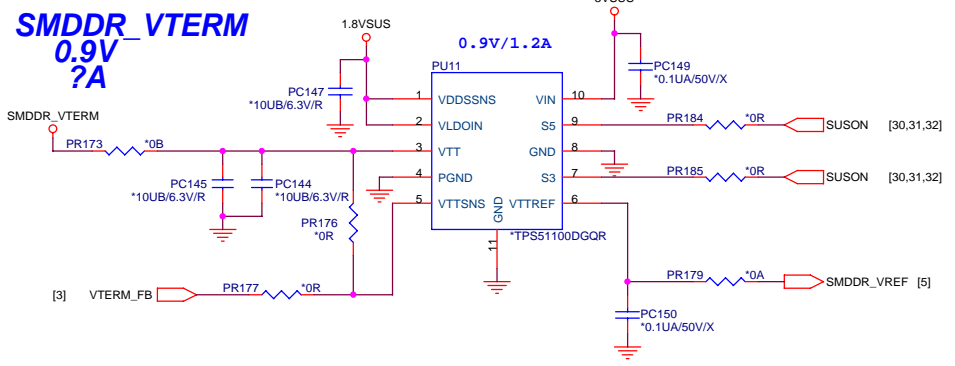 SMDDR_VTERM
0.9V
?A
1.8VSUS
0.9V/1.2A
PU11
PC147
*10UB/6.3V/R
PC149
*0.1UA/50V/X
SMDDR_VTERM
PR173
*0B
PC145
*10UB/6.3V/R
PC144
*10UB/6.3V/R
PR176
*0R
[3]
VTERM_FB
PR177
*0R
1
VDDSSNS
2
VLDOIN
3
VTT
4
PGND
5
VTTSNS
GND
11
VIN
10
S5
9
GND
8
S3
7
VTTREF
6
*TPS51100DGQR
PR184
*0R
SUSON
[30,31,32]
PR185
*0R
SUSON
[30,31,32]
PR179
*0A
SMDDR_VREF
[5]
PC150
*0.1UA/50V/X